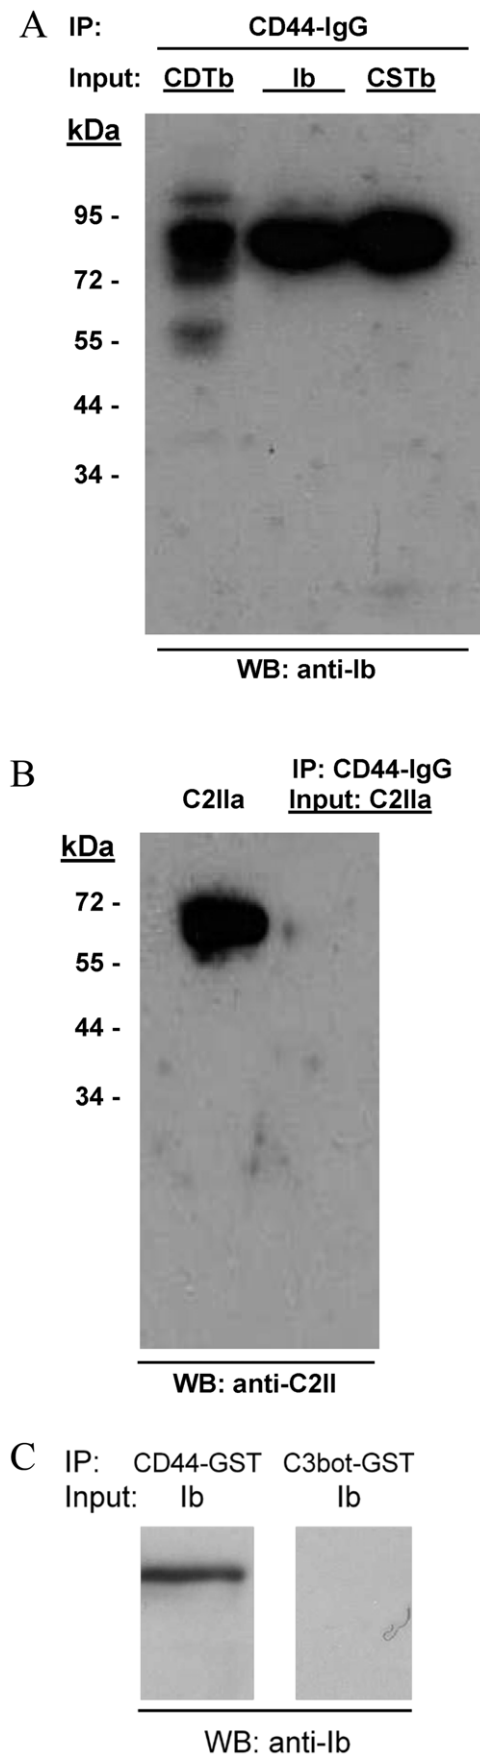 A IP: CD44-IgG
Input: CDTb Ib CSTb
kDa
95 -
72 -
55 -
44 -
34 -
WB: anti-Ib
B IP: CD44-IgG
C2IIa Input: C2IIa
kDa
72 -
55 -
44 -
34 -
WB: anti-C2II
C IP: CD44-GST C3bot-GST
Input: Ib Ib
WB: anti-Ib